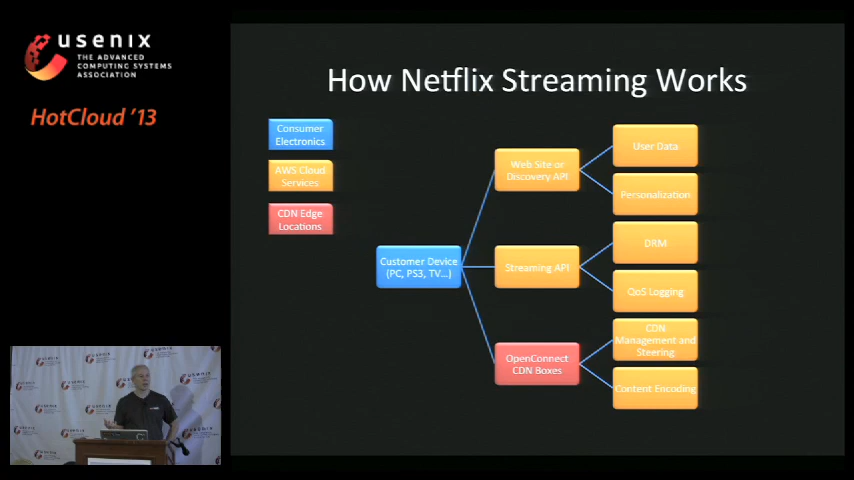 usenix
THE ADVANCED
COMPUTING SYSTEMS
ASSOCIATION
HotCloud '13
How Netflix Streaming Works
Consumer
Electronics
AWS Cloud
Services
CDN Edge
Locations
Customer Device
(PC, PS3, TV...)
Web Site or
Discovery API
User Data
Personalization
Streaming API
DRM
QoS Logging
OpenConnect
CDN Boxes
CDN
Management and
Steering
Content Encoding